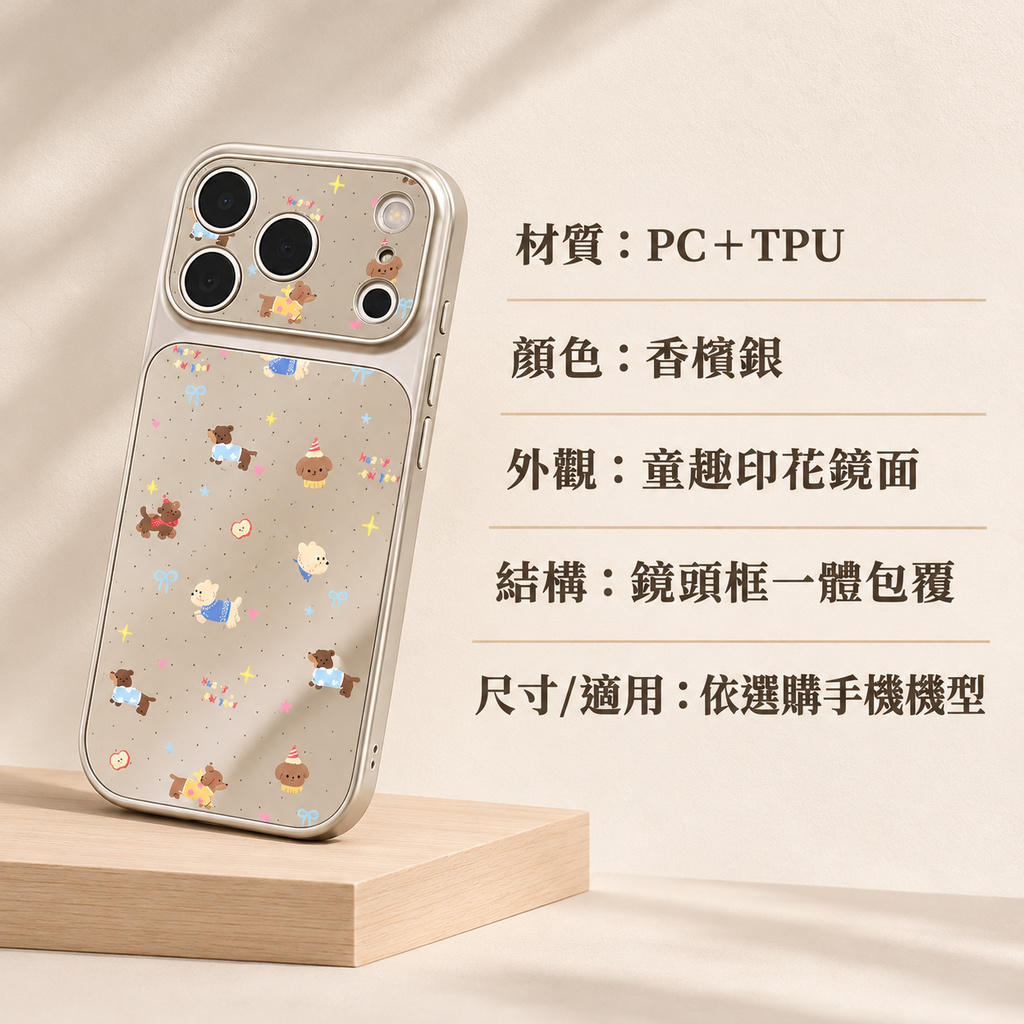 材質：PC＋TPU
顏色：香檳銀
外觀：童趣印花鏡面
結構：鏡頭框一體包覆
尺寸/適用：依選購手機機型